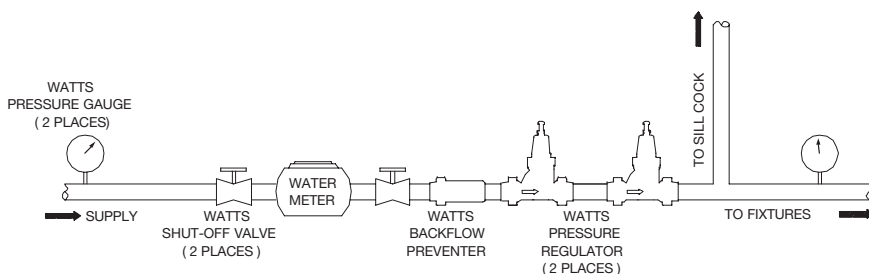 WATTS
PRESSURE GAUGE
( 2 PLACES)
TO SILL COCK
WATER
METER
SUPPLY
WATTS
SHUT-OFF VALVE
( 2 PLACES )
WATTS
BACKFLOW
PREVENTER
WATTS
PRESSURE
REGULATOR
( 2 PLACES )
TO FIXTURES